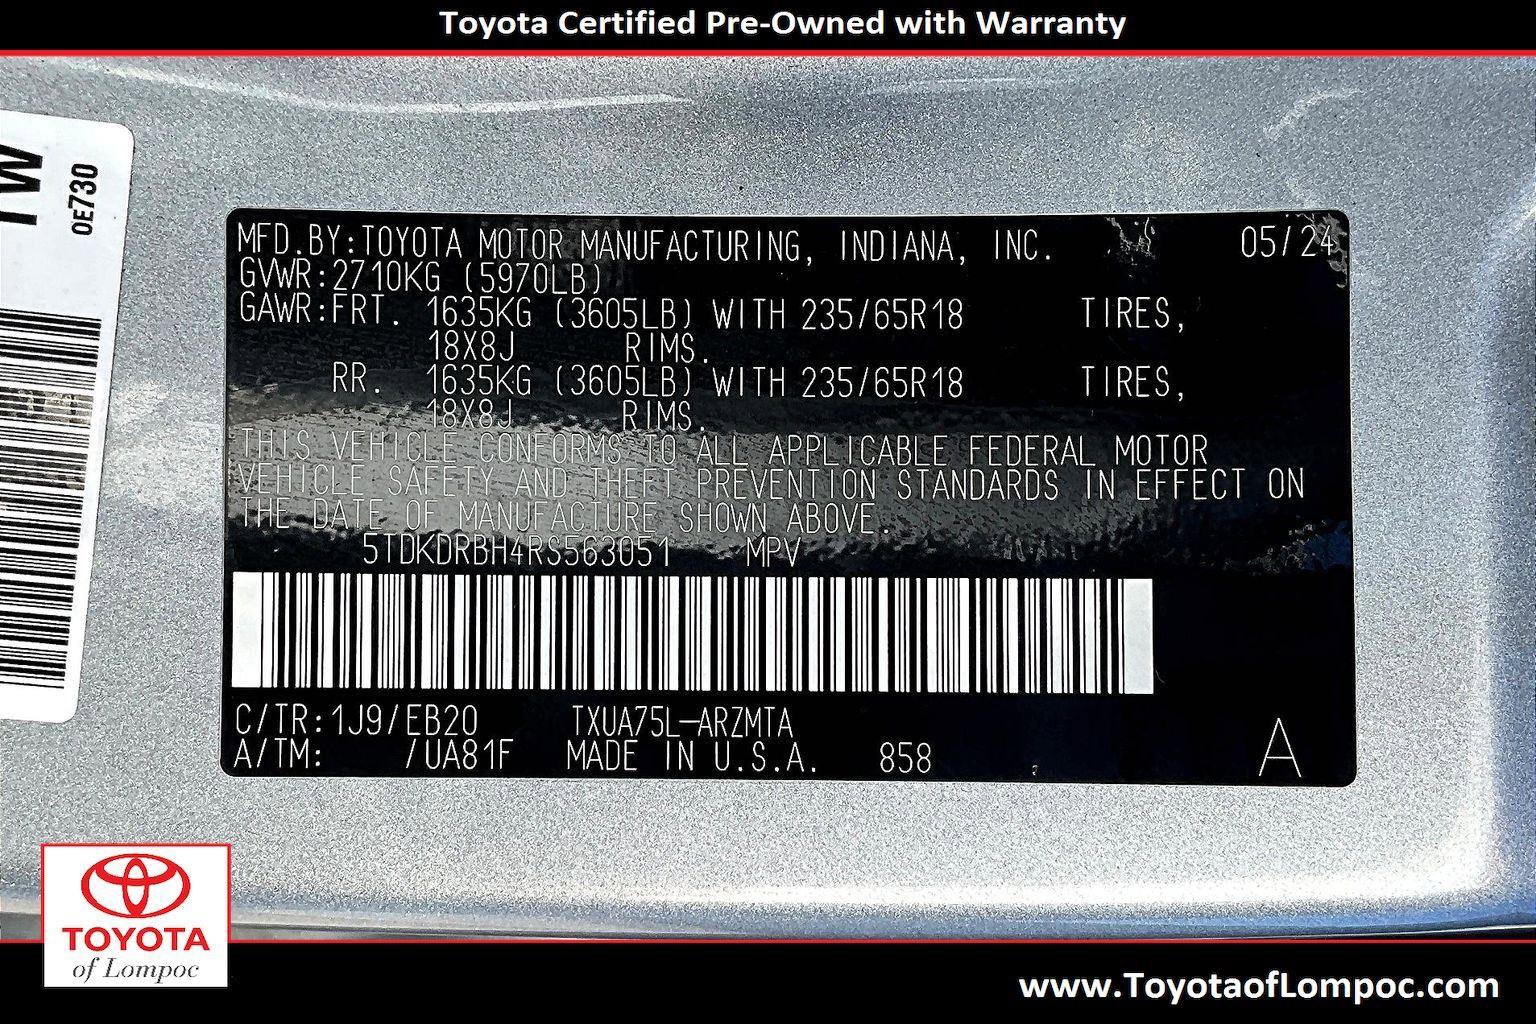 Toyota Certified Pre-Owned with Warranty
TW
0E730
MFD.BY:TOYOTA MOTOR MANUFACTURING, INDIANA, INC. 05/24
GVWR:2710KG (5970LB)
GAWR:FRT. 1635KG (3605LB) WITH 235/65R18 TIRES,
18X8J RIMS.
RR. 1635KG (3605LB) WITH 235/65R18 TIRES,
18X8J RIMS.
THIS VEHICLE CONFORMS TO ALL APPLICABLE FEDERAL MOTOR
VEHICLE SAFETY AND THEFT PREVENTION STANDARDS IN EFFECT ON
THE DATE OF MANUFACTURE SHOWN ABOVE.
5TDKDRBH4RS563051 MPV
C/TR:1J9/EB20 TXUA75L-ARZMTA
A/TM: /UA81F MADE IN U.S.A. 858 A
TOYOTA
of Lompoc
www.ToyotaofLompoc.com